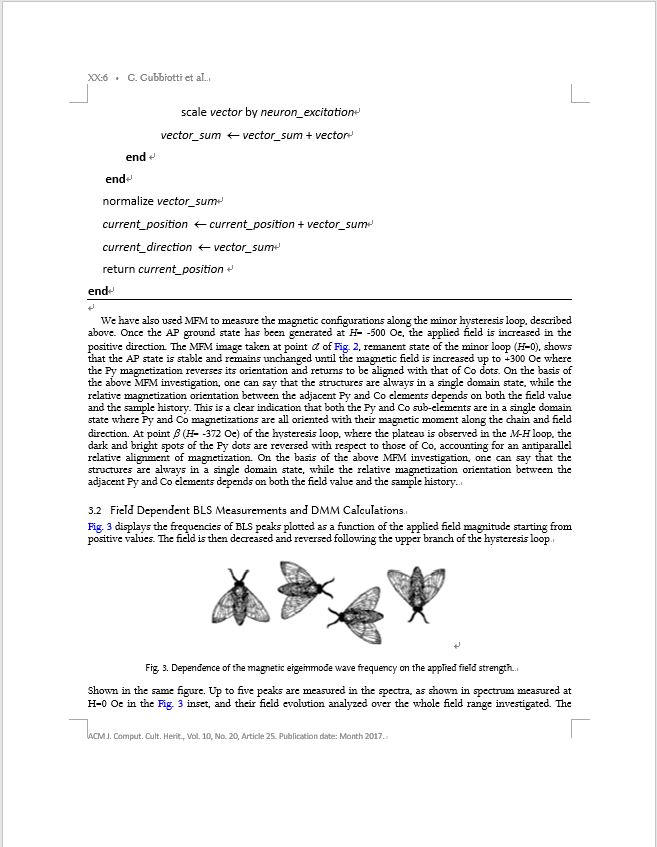 XX:6 • G. Gubbiotti et al.
scale vector by neuron_excitation
vector_sum ← vector_sum + vector
end
end
normalize vector_sum
current_position ← current_position + vector_sum
current_direction ← vector_sum
return current_position
end
We have also used MFM to measure the magnetic configurations along the minor hysteresis loop, described
above. Once the AP ground state has been generated at H= -500 Oe, the applied field is increased in the
positive direction. The MFM image taken at point α of Fig. 2, remanent state of the minor loop (H=0), shows
that the AP state is stable and remains unchanged until the magnetic field is increased up to +300 Oe where
the Py magnetization reverses its orientation and returns to be aligned with that of Co dots. On the basis of
the above MFM investigation, one can say that the structures are always in a single domain state, while the
relative magnetization orientation between the adjacent Py and Co elements depends on both the field value
and the sample history. This is a clear indication that both the Py and Co sub-elements are in a single domain
state where Py and Co magnetizations are all oriented with their magnetic moment along the chain and field
direction. At point β (H= -372 Oe) of the hysteresis loop, where the plateau is observed in the M-H loop, the
dark and bright spots of the Py dots are reversed with respect to those of Co, accounting for an antiparallel
relative alignment of magnetization. On the basis of the above MFM investigation, one can say that the
structures are always in a single domain state, while the relative magnetization orientation between the
adjacent Py and Co elements depends on both the field value and the sample history.
3.2 Field Dependent BLS Measurements and DMM Calculations
Fig. 3 displays the frequencies of BLS peaks plotted as a function of the applied field magnitude starting from
positive values. The field is then decreased and reversed following the upper branch of the hysteresis loop
Fig. 3. Dependence of the magnetic eigenmode wave frequency on the applied field strength.
Shown in the same figure. Up to five peaks are measured in the spectra, as shown in spectrum measured at
H=0 Oe in the Fig. 3 inset, and their field evolution analyzed over the whole field range investigated. The
ACM J. Comput. Cult. Herit., Vol. 10, No. 20, Article 25. Publication date: Month 2017.